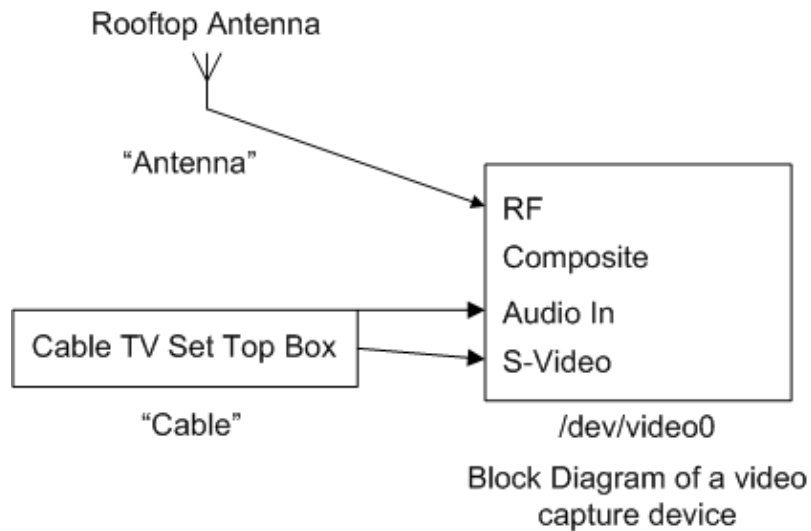 Rooftop Antenna
“Antenna”
RF
Composite
Audio In
S-Video
Cable TV Set Top Box
“Cable”
/dev/video0
Block Diagram of a video
capture device